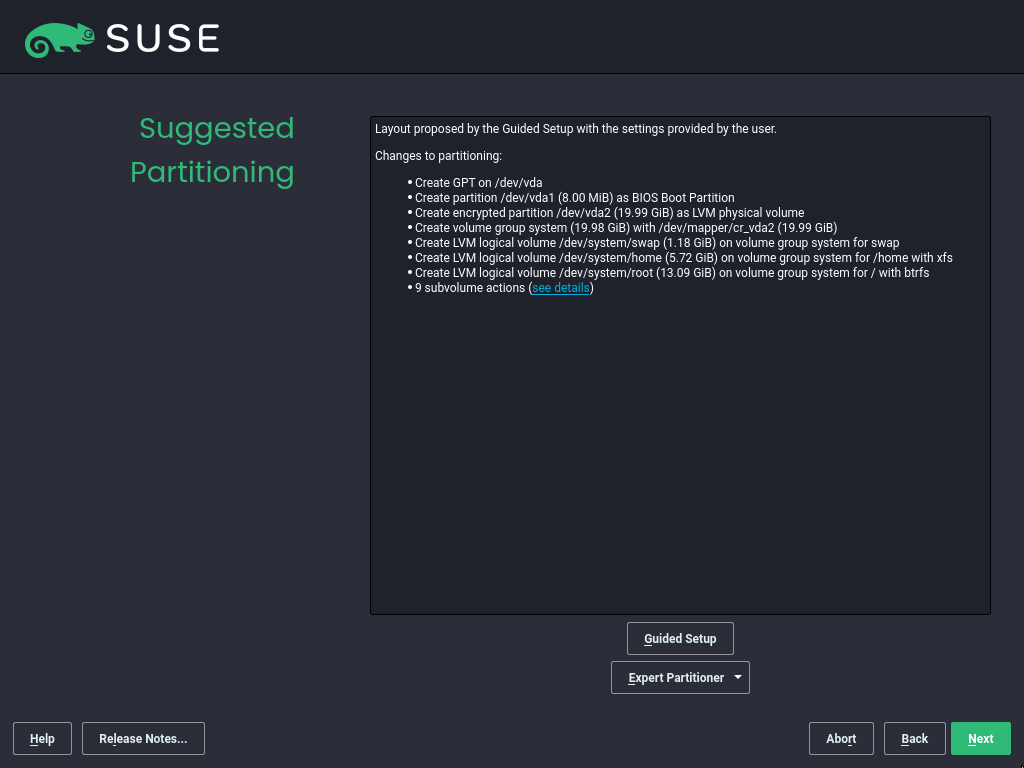 SUSE
Suggested
Partitioning
Layout proposed by the Guided Setup with the settings provided by the user.
Changes to partitioning:
• Create GPT on /dev/vda
• Create partition /dev/vda1 (8.00 MiB) as BIOS Boot Partition
• Create encrypted partition /dev/vda2 (19.99 GiB) as LVM physical volume
• Create volume group system (19.98 GiB) with /dev/mapper/cr_vda2 (19.99 GiB)
• Create LVM logical volume /dev/system/swap (1.18 GiB) on volume group system for swap
• Create LVM logical volume /dev/system/home (5.72 GiB) on volume group system for /home with xfs
• Create LVM logical volume /dev/system/root (13.09 GiB) on volume group system for / with btrfs
• 9 subvolume actions (see details)
Guided Setup
Expert Partitioner
Help
Release Notes...
Abort
Back
Next